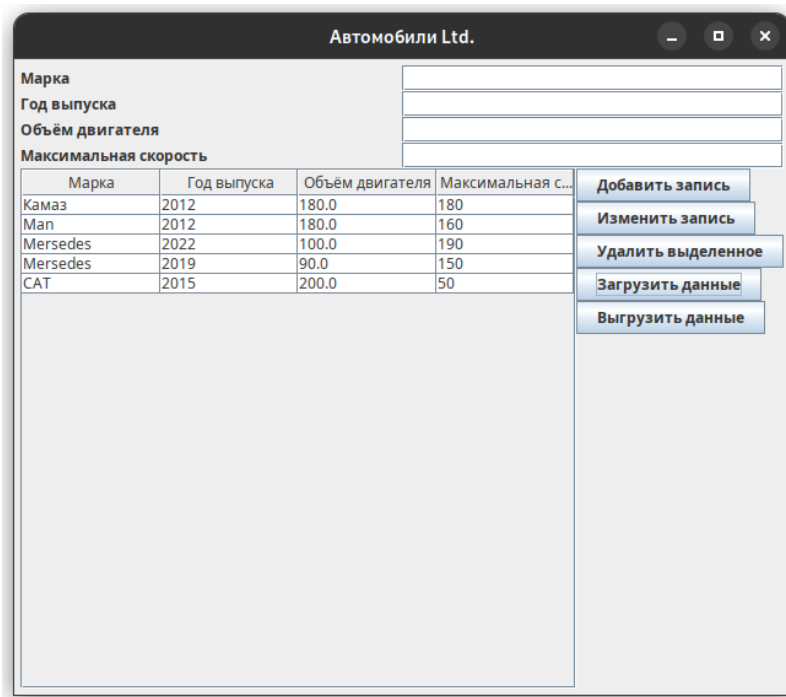 Автомобили Ltd.
Марка
Год выпуска
Объём двигателя
Максимальная скорость
Марка Год выпуска Объём двигателя Максимальная с...
Камаз 2012 180.0 180
Man 2012 180.0 160
Mersedes 2022 100.0 190
Mersedes 2019 90.0 150
CAT 2015 200.0 50
Добавить запись
Изменить запись
Удалить выделенное
Загрузить данные
Выгрузить данные